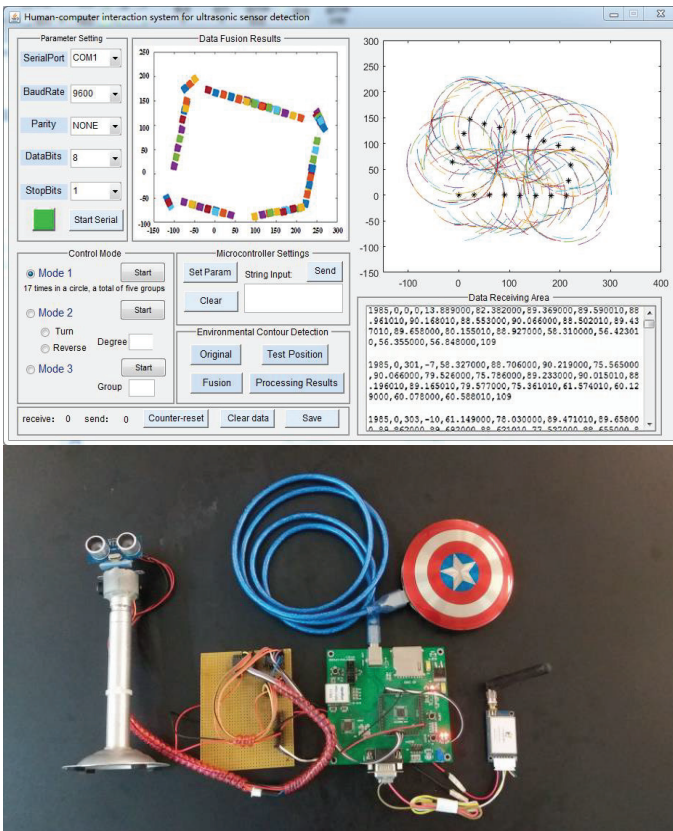 Human-computer interaction system for ultrasonic sensor detection
Parameter Setting
SerialPort COM1
BaudRate 9600
Parity NONE
DataBits 8
StopBits 1
Start Serial
Data Fusion Results
250
200
150
100
50
0
-50
-100
-150 -100 -50 0 50 100 150 200 250 300
300
250
200
150
100
50
0
-50
-100
-150
-100 0 100 200 300 400
Control Mode
Mode 1 Start
17 times in a circle, a total of five groups
Mode 2 Start
Turn
Reverse Degree
Mode 3 Start
Group
Microcontroller Settings
Set Param String Input: Send
Clear
Environmental Contour Detection
Original Test Position
Fusion Processing Results
Data Receiving Area
1985,0,0,0,13.889000,82.382000,89.369000,89.590010,88
.961010,90.168010,88.553000,90.066000,88.502010,89.43
7010,89.658000,80.155010,88.927000,58.310000,56.42301
0,56.355000,56.848000,109
1985,0,301,-7,58.327000,88.706000,90.219000,75.565000
,90.066000,79.526000,75.786000,89.233000,90.015010,88
.196010,89.165010,79.577000,75.361010,61.574010,60.12
9000,60.078000,60.588010,109
1985,0,303,-10,61.149000,78.030000,89.471010,89.65800
receive: 0 send: 0 Counter-reset Clear data Save